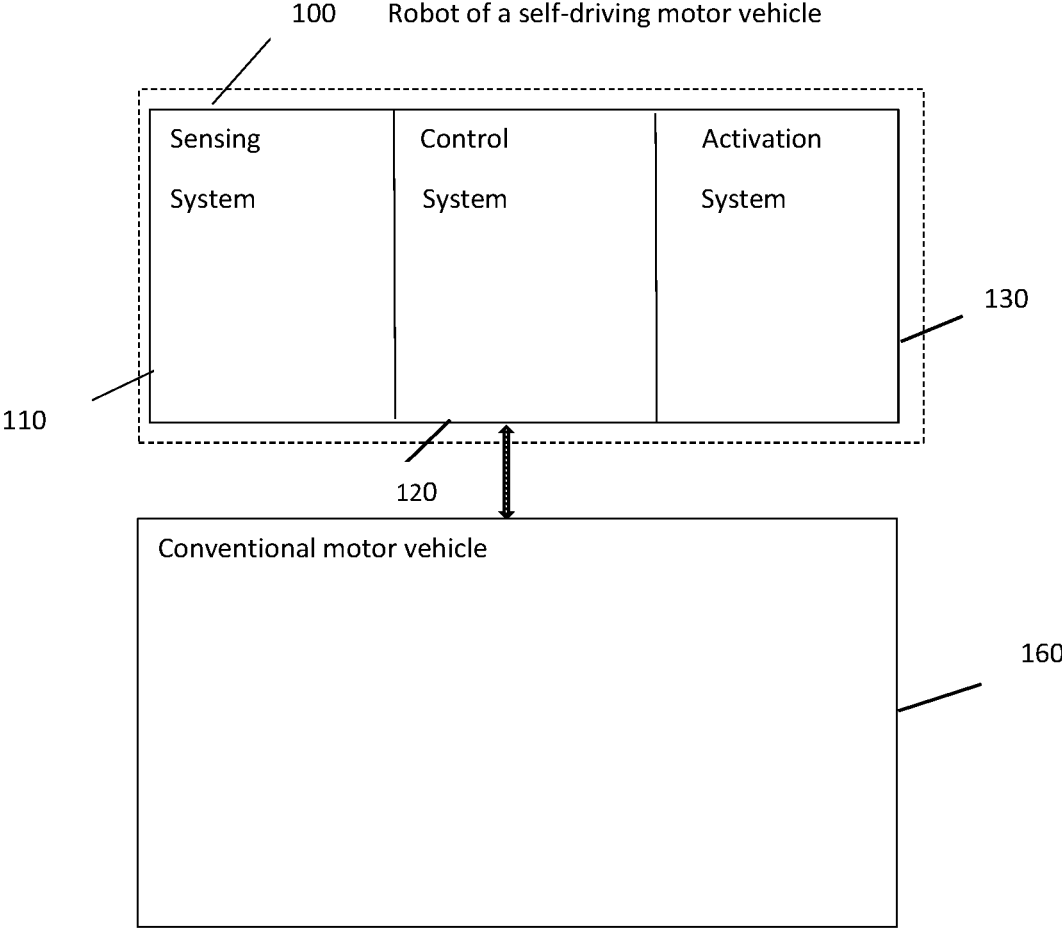 100 Robot of a self-driving motor vehicle
Sensing Control Activation
System System System
130
110
120
Conventional motor vehicle
160